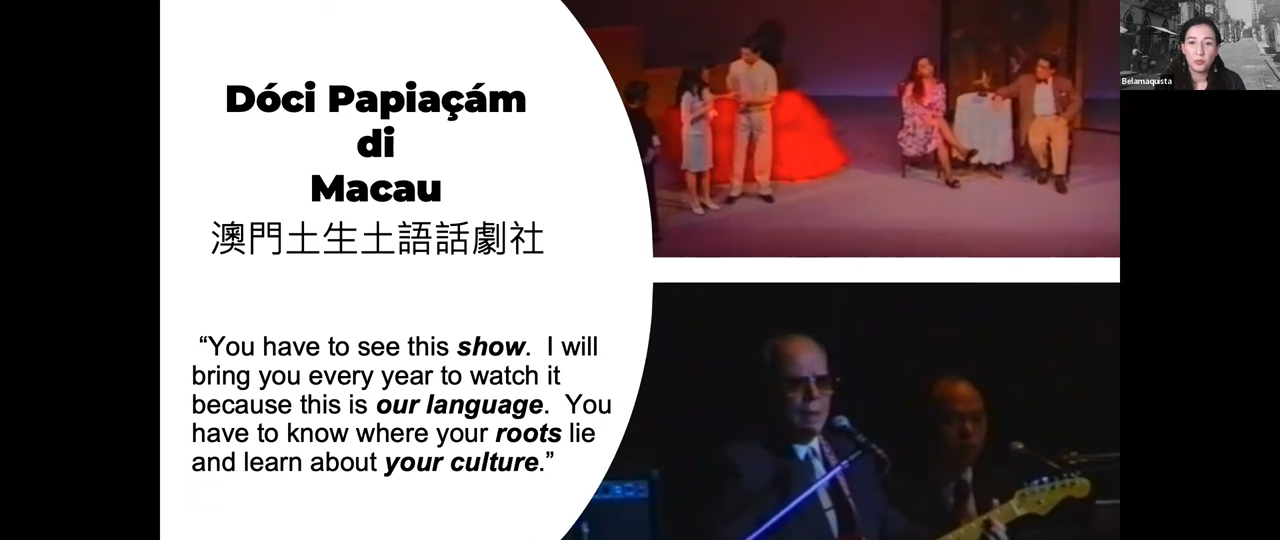 Dóci Papiaçám
di
Macau
澳門土生土語話劇社
“You have to see this show.  I will
bring you every year to watch it
because this is our language.  You
have to know where your roots lie
and learn about your culture.”
Belamaquista